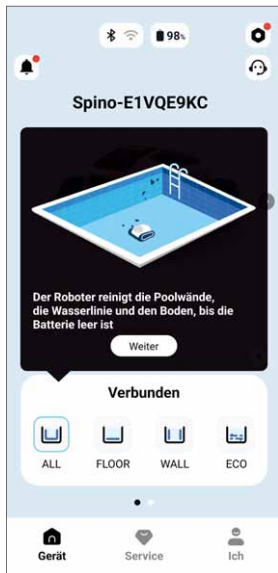 98%
Spino-E1VQE9KC
Der Roboter reinigt die Poolwände,
die Wasserlinie und den Boden, bis die
Batterie leer ist
Weiter
Verbunden
ALL FLOOR WALL ECO
Gerät Service Ich